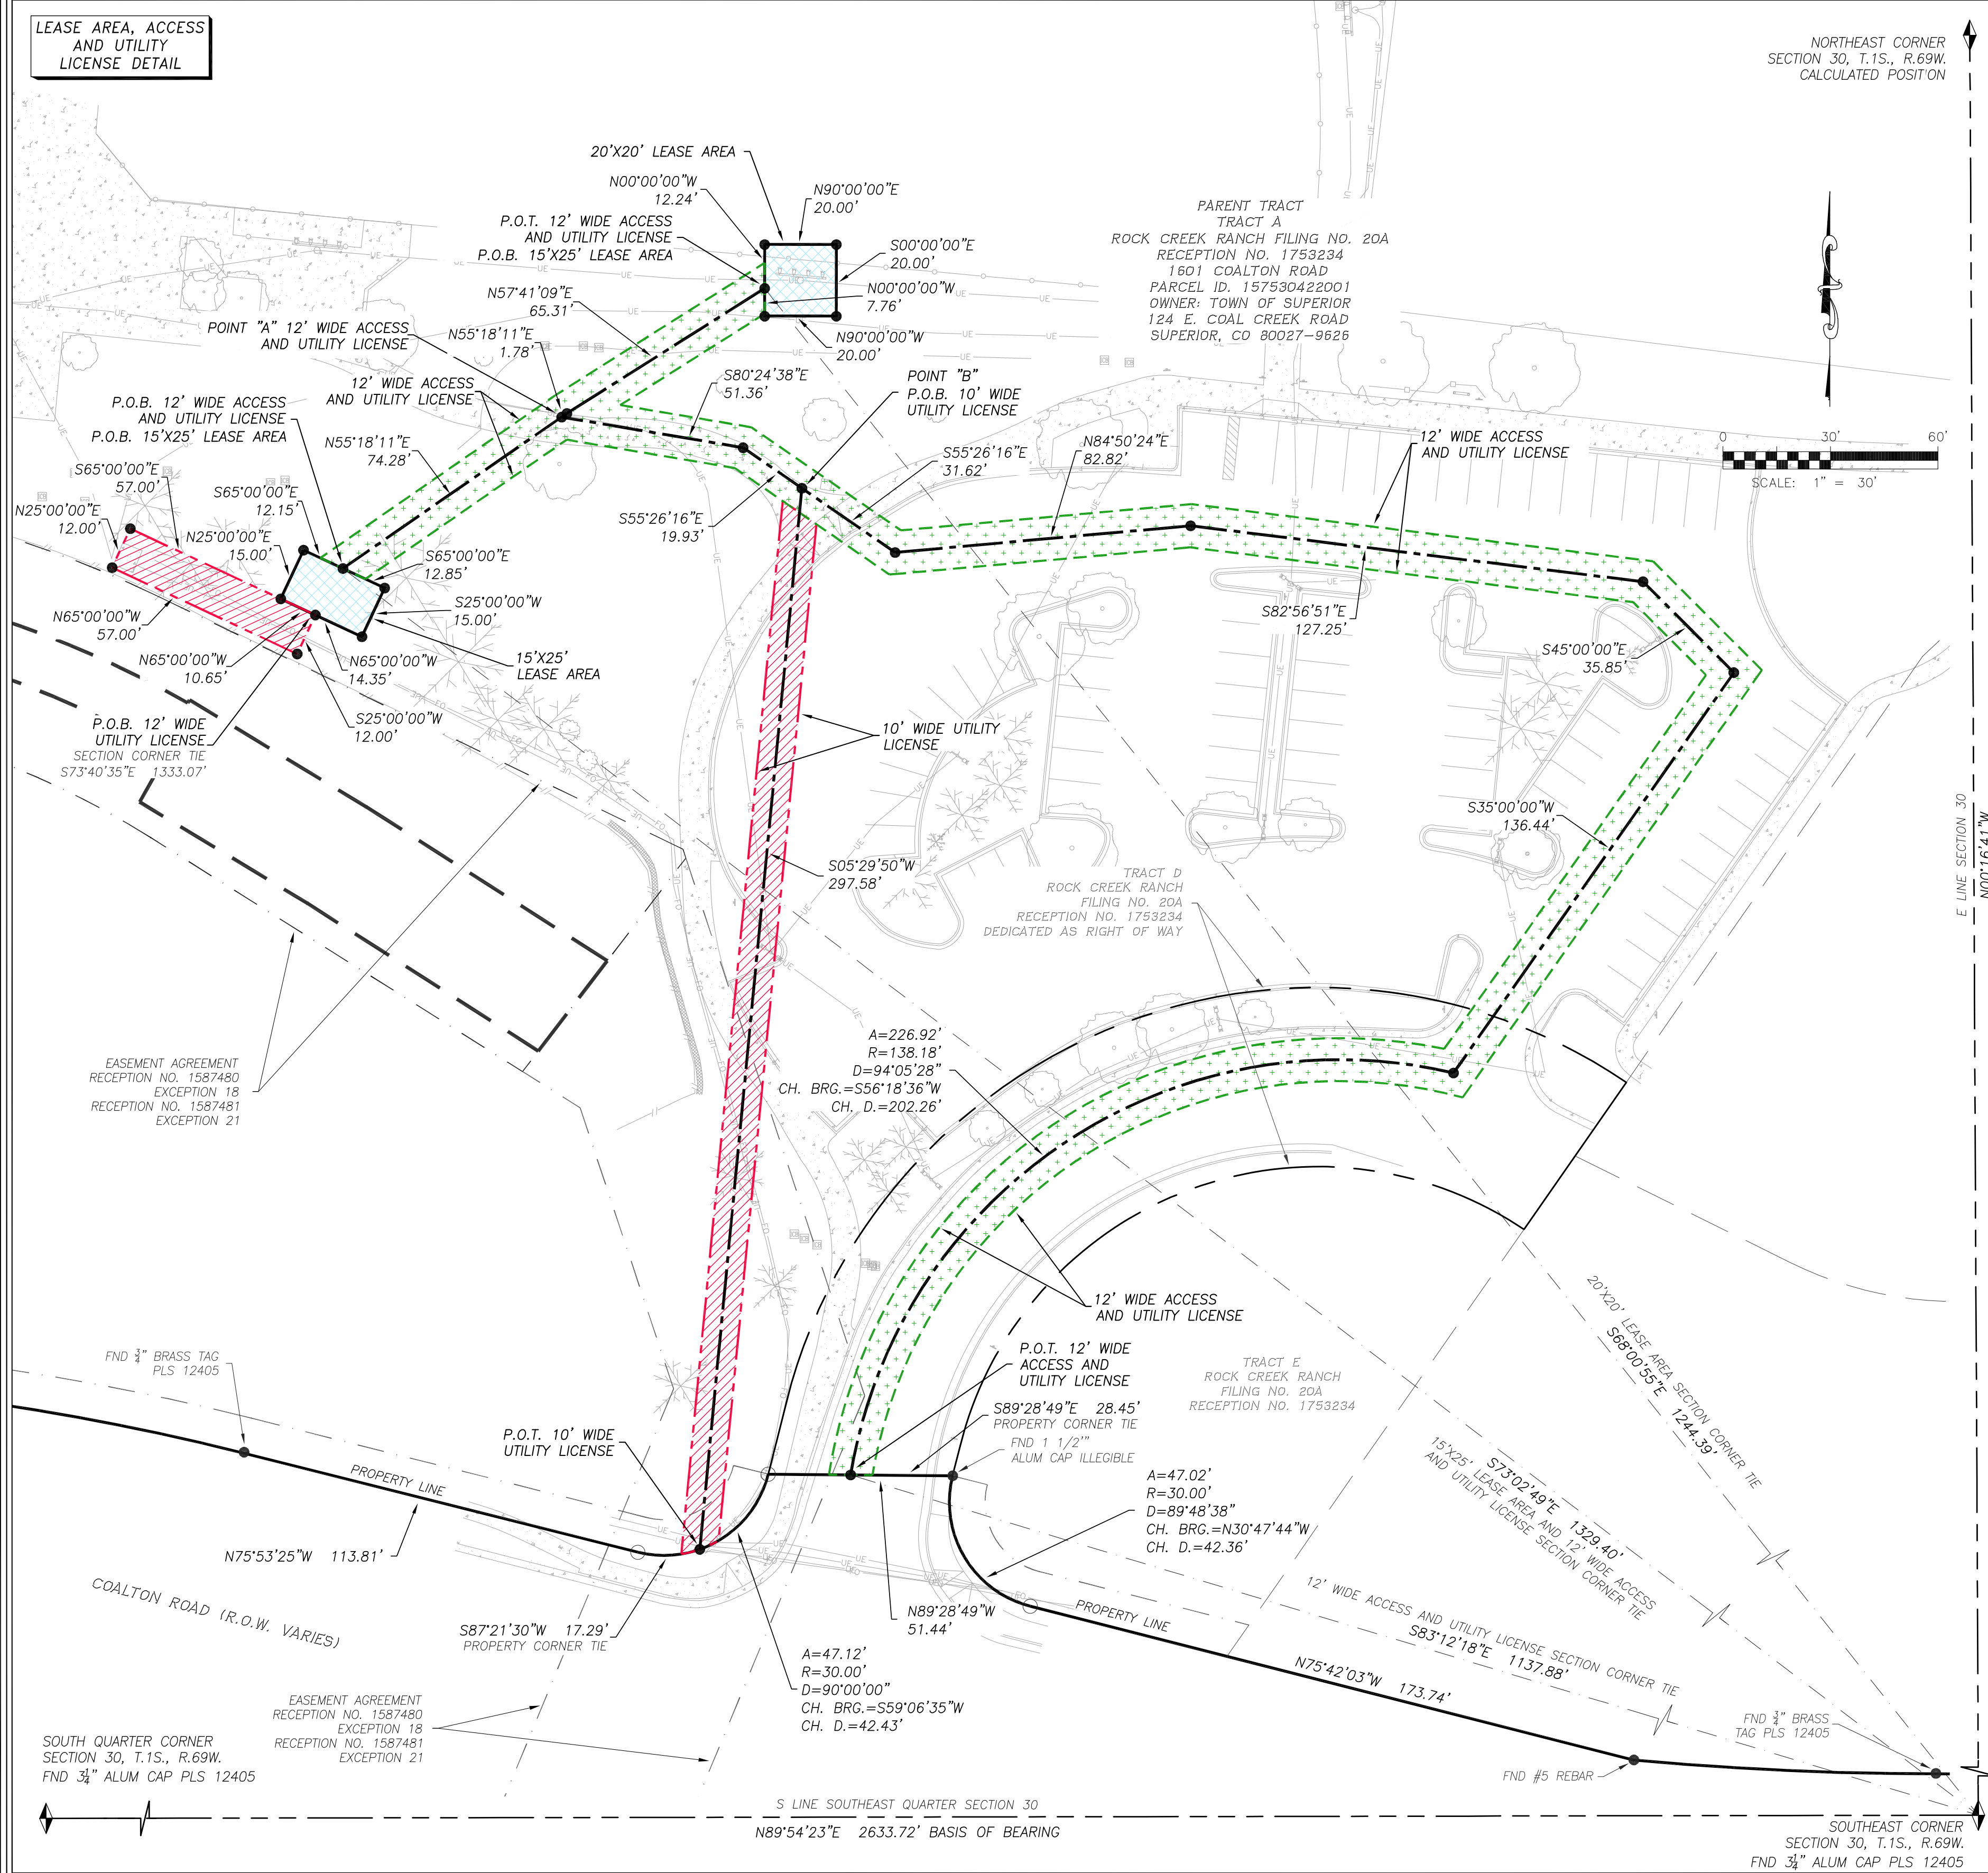 LEASE AREA, ACCESS
AND UTILITY
LICENSE DETAIL
NORTHEAST CORNER
SECTION 30, T.1S., R.69W.
CALCULATED POSITION
20'X20' LEASE AREA
N00°00'00"W
12.24'
N90°00'00"E
20.00'
P.O.T. 12' WIDE ACCESS
AND UTILITY LICENSE
P.O.B. 15'X25' LEASE AREA
S00°00'00"E
20.00'
N00°00'00"W
7.76'
N90°00'00"W
20.00'
PARENT TRACT
TRACT A
ROCK CREEK RANCH FILING NO. 20A
RECEPTION NO. 1753234
1601 COALTON ROAD
PARCEL ID. 157530422001
OWNER: TOWN OF SUPERIOR
124 E. COAL CREEK ROAD
SUPERIOR, CO 80027-9626
N57°41'09"E
65.31'
POINT "A" 12' WIDE ACCESS
AND UTILITY LICENSE
N55°18'11"E
1.78'
12' WIDE ACCESS
AND UTILITY LICENSE
S80°24'38"E
51.36'
POINT "B"
P.O.B. 10' WIDE
UTILITY LICENSE
P.O.B. 12' WIDE ACCESS
AND UTILITY LICENSE
P.O.B. 15'X25' LEASE AREA
N55°18'11"E
74.28'
S55°26'16"E
31.62'
N84°50'24"E
82.82'
12' WIDE ACCESS
AND UTILITY LICENSE
0 30' 60'
SCALE: 1" = 30'
S65°00'00"E
57.00'
S65°00'00"E
12.15'
N25°00'00"E
12.00'
N25°00'00"E
15.00'
S55°26'16"E
19.93'
S65°00'00"E
12.85'
S25°00'00"W
15.00'
N65°00'00"W
57.00'
N65°00'00"W
10.65'
N65°00'00"W
14.35'
15'X25'
LEASE AREA
S82°56'51"E
127.25'
S45°00'00"E
35.85'
S25°00'00"W
12.00'
P.O.B. 12' WIDE
UTILITY LICENSE
SECTION CORNER TIE
S73°40'35"E 1333.07'
10' WIDE UTILITY
LICENSE
S35°00'00"W
136.44'
E LINE SECTION 30
N00°16'41"W
S05°29'50"W
297.58'
TRACT D
ROCK CREEK RANCH
FILING NO. 20A
RECEPTION NO. 1753234
DEDICATED AS RIGHT OF WAY
A=226.92'
R=138.18'
D=94°05'28"
CH. BRG.=S56°18'36"W
CH. D.=202.26'
EASEMENT AGREEMENT
RECEPTION NO. 1587480
EXCEPTION 18
RECEPTION NO. 1587481
EXCEPTION 21
12' WIDE ACCESS
AND UTILITY LICENSE
20'X20' LEASE AREA SECTION CORNER TIE
S68°00'55"E 1244.39'
FND 3/4" BRASS TAG
PLS 12405
P.O.T. 12' WIDE
ACCESS AND
UTILITY LICENSE
TRACT E
ROCK CREEK RANCH
FILING NO. 20A
RECEPTION NO. 1753234
S89°28'49"E 28.45'
PROPERTY CORNER TIE
FND 1 1/2'"
ALUM CAP ILLEGIBLE
P.O.T. 10' WIDE
UTILITY LICENSE
PROPERTY LINE
N75°53'25"W 113.81'
A=47.02'
R=30.00'
D=89°48'38"
CH. BRG.=N30°47'44"W
CH. D.=42.36'
S73°02'49"E 1329.40'
15'X25' LEASE AREA AND 12' WIDE ACCESS
AND UTILITY LICENSE SECTION CORNER TIE
COALTON ROAD (R.O.W. VARIES)
S87°21'30"W 17.29'
PROPERTY CORNER TIE
N89°28'49"W
51.44'
PROPERTY LINE
12' WIDE ACCESS AND UTILITY LICENSE SECTION CORNER TIE
S83°12'18"E 1137.88'
N75°42'03"W 173.74'
A=47.12'
R=30.00'
D=90°00'00"
CH. BRG.=S59°06'35"W
CH. D.=42.43'
EASEMENT AGREEMENT
RECEPTION NO. 1587480
EXCEPTION 18
RECEPTION NO. 1587481
EXCEPTION 21
FND 3/4" BRASS
TAG PLS 12405
FND #5 REBAR
SOUTH QUARTER CORNER
SECTION 30, T.1S., R.69W.
FND 3 1/4" ALUM CAP PLS 12405
S LINE SOUTHEAST QUARTER SECTION 30
N89°54'23"E 2633.72' BASIS OF BEARING
SOUTHEAST CORNER
SECTION 30, T.1S., R.69W.
FND 3 1/4" ALUM CAP PLS 12405